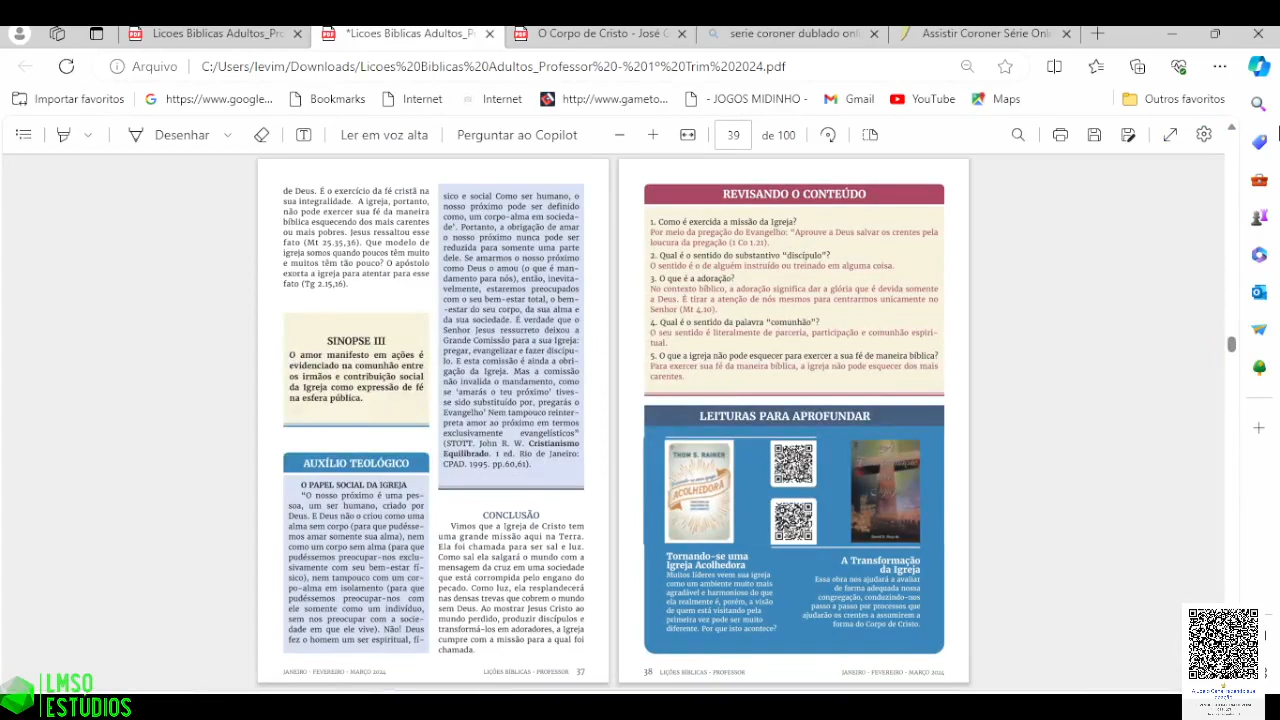 Licoes Biblicas Adultos_Pro
*Licoes Biblicas Adultos_P
O Corpo de Cristo - José G
serie coroner dublado onli
Assistir Coroner Série Onli
Arquivo
C:/Users/levim/Downloads/Licoes%20Biblicas%20Adultos_Professor%20-%201º%20Trim%202024.pdf
Importar favoritos
https://www.google...
Bookmarks
Internet
Internet
http://www.gameto...
- JOGOS MIDINHO -
Gmail
YouTube
Maps
Outros favoritos
Desenhar
Ler em voz alta
Perguntar ao Copilot
39
de 100
de Deus. É o exercício da fé cristã na
sua integralidade. A igreja, portanto,
não pode exercer sua fé da maneira
bíblica esquecendo dos mais carentes
ou mais pobres. Jesus ressaltou esse
fato (Mt 25.35,36). Que modelo de
igreja somos quando poucos têm muito
e muitos têm tão pouco? O apóstolo
exorta a igreja para atentar para esse
fato (Tg 2.15,16).
SINOPSE III
O amor manifesto em ações é
evidenciado na comunhão entre
os irmãos e contribuição social
da Igreja como expressão de fé
na esfera pública.
AUXÍLIO TEOLÓGICO
O PAPEL SOCIAL DA IGREJA
“O nosso próximo é uma pes-
soa, um ser humano, criado por
Deus. E Deus não o criou como uma
alma sem corpo (para que pudésse-
mos amar somente sua alma), nem
como um corpo sem alma (para que
pudéssemos preocupar-nos exclu-
sivamente com seu bem-estar fí-
sico), nem tampouco com um cor-
po-alma em isolamento (para que
pudéssemos preocupar-nos com
ele somente como um indivíduo,
sem nos preocupar com a socie-
dade em que ele vive). Não! Deus
fez o homem um ser espiritual, fí-
sico e social Como ser humano, o
nosso próximo pode ser definido
como, um corpo-alma em socieda-
de’. Portanto, a obrigação de amar
o nosso próximo nunca pode ser
reduzida para somente uma parte
dele. Se amarmos o nosso próximo
como Deus o amou (o que é man-
damento para nós), então, inevita-
velmente, estaremos preocupados
com o seu bem-estar total, o bem-
-estar do seu corpo, da sua alma e
da sua sociedade. É verdade que o
Senhor Jesus ressurreto deixou a
Grande Comissão para a sua Igreja:
pregar, evangelizar e fazer discípu-
lo. E esta comissão é ainda a obri-
gação da Igreja. Mas a comissão
não invalida o mandamento, como
se ‘amarás o teu próximo’ tives-
se sido substituído por, pregarás o
Evangelho’ Nem tampouco reinter-
preta amor ao próximo em termos
exclusivamente evangelísticos”
(STOTT. John R. W. Cristianismo
Equilibrado. 1 ed. Rio de Janeiro:
CPAD. 1995. pp.60,61).
CONCLUSÃO
Vimos que a Igreja de Cristo tem
uma grande missão aqui na Terra.
Ela foi chamada para ser sal e luz.
Como sal ela salgará o mundo com a
mensagem da cruz em uma sociedade
que está corrompida pelo engano do
pecado. Como luz, ela resplandecerá
nas densas trevas que cobrem o mundo
sem Deus. Ao mostrar Jesus Cristo ao
mundo perdido, produzir discípulos e
transformá-los em adoradores, a Igreja
cumpre com a missão para a qual foi
chamada.
JANEIRO · FEVEREIRO · MARÇO 2024
LIÇÕES BÍBLICAS · PROFESSOR 37
REVISANDO O CONTEÚDO
1. Como é exercida a missão da Igreja?
Por meio da pregação do Evangelho: “Aprouve a Deus salvar os crentes pela
loucura da pregação (1 Co 1.21).
2. Qual é o sentido do substantivo “discípulo”?
O sentido é o de alguém instruído ou treinado em alguma coisa.
3. O que é a adoração?
No contexto bíblico, a adoração significa dar a glória que é devida somente
a Deus. É tirar a atenção de nós mesmos para centrarmos unicamente no
Senhor (Mt 4.10).
4. Qual é o sentido da palavra “comunhão”?
O seu sentido é literalmente de parceria, participação e comunhão espiri-
tual.
5. O que a igreja não pode esquecer para exercer a sua fé de maneira bíblica?
Para exercer sua fé da maneira bíblica, a igreja não pode esquecer dos mais
carentes.
LEITURAS PARA APROFUNDAR
THOM S. RAINER
ACOLHEDORA
Tornando-se uma
Igreja Acolhedora
Muitos líderes veem sua igreja
como um ambiente muito mais
agradável e harmonioso do que
ela realmente é, porém, a visão
de quem está visitando pela
primeira vez pode ser muito
diferente. Por que isto acontece?
A Transformação
da Igreja
Essa obra nos ajudará a avaliar
de forma adequada nossa
congregação, conduzindo-nos
passo a passo por processos que
ajudarão os crentes a assumirem a
forma do Corpo de Cristo.
38 LIÇÕES BÍBLICAS · PROFESSOR
JANEIRO · FEVEREIRO · MARÇO 2024
LMSO
ESTUDIOS